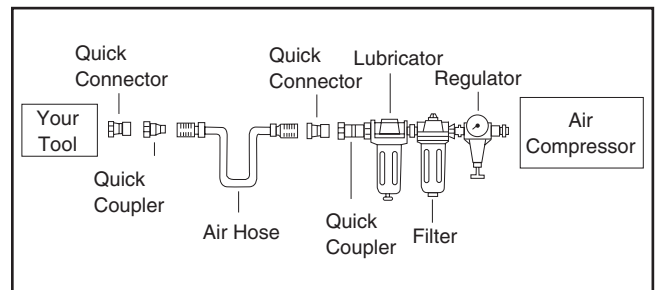 Quick
Connector
Quick
Connector
Lubricator
Regulator
Your
Tool
Air
Compressor
Quick
Coupler
Air Hose
Quick
Coupler
Filter